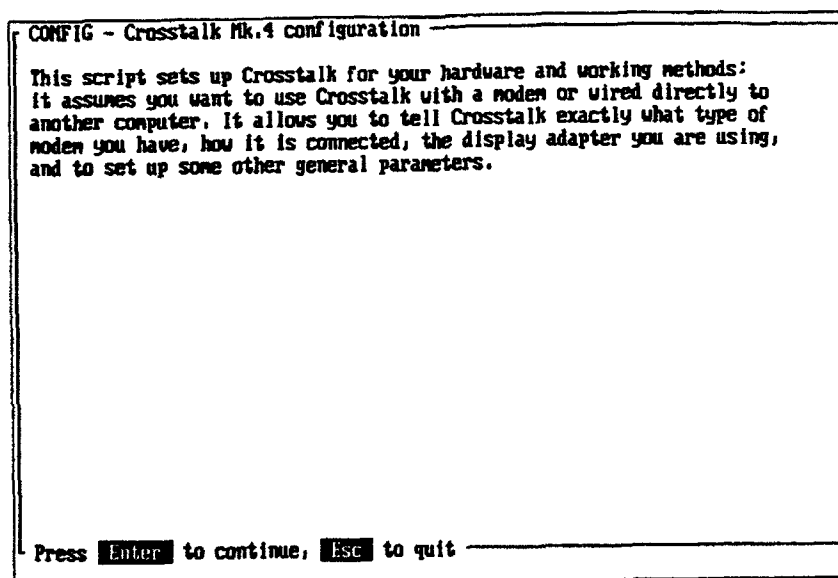 CONFIG - Crosstalk Mk.4 configuration
This script sets up Crosstalk for your hardware and working methods:
it assumes you want to use Crosstalk with a modem or wired directly to
another computer. It allows you to tell Crosstalk exactly what type of
modem you have, how it is connected, the display adapter you are using,
and to set up some other general parameters.
Press Enter to continue, Esc to quit